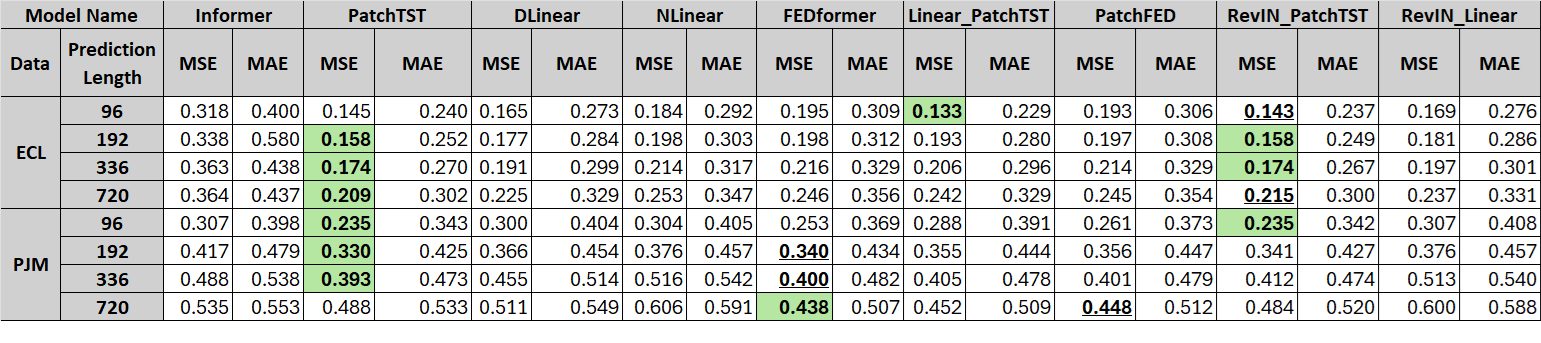 Model Name Informer PatchTST DLinear NLinear FEDformer Linear_PatchTST PatchFED RevIN_PatchTST RevIN_Linear
Data Prediction Length MSE MAE MSE MAE MSE MAE MSE MAE MSE MAE MSE MAE MSE MAE MSE MAE MSE MAE
ECL 96 0.318 0.400 0.145 0.240 0.165 0.273 0.184 0.292 0.195 0.309 0.133 0.229 0.193 0.306 0.143 0.237 0.169 0.276
192 0.338 0.580 0.158 0.252 0.177 0.284 0.198 0.303 0.198 0.312 0.193 0.280 0.197 0.308 0.158 0.249 0.181 0.286
336 0.363 0.438 0.174 0.270 0.191 0.299 0.214 0.317 0.216 0.329 0.206 0.296 0.214 0.329 0.174 0.267 0.197 0.301
720 0.364 0.437 0.209 0.302 0.225 0.329 0.253 0.347 0.246 0.356 0.242 0.329 0.245 0.354 0.215 0.300 0.237 0.331
PJM 96 0.307 0.398 0.235 0.343 0.300 0.404 0.304 0.405 0.253 0.369 0.288 0.391 0.261 0.373 0.235 0.342 0.307 0.408
192 0.417 0.479 0.330 0.425 0.366 0.454 0.376 0.457 0.340 0.434 0.355 0.444 0.356 0.447 0.341 0.427 0.376 0.457
336 0.488 0.538 0.393 0.473 0.455 0.514 0.516 0.542 0.400 0.482 0.405 0.478 0.401 0.479 0.412 0.474 0.513 0.540
720 0.535 0.553 0.488 0.533 0.511 0.549 0.606 0.591 0.438 0.507 0.452 0.509 0.448 0.512 0.484 0.520 0.600 0.588